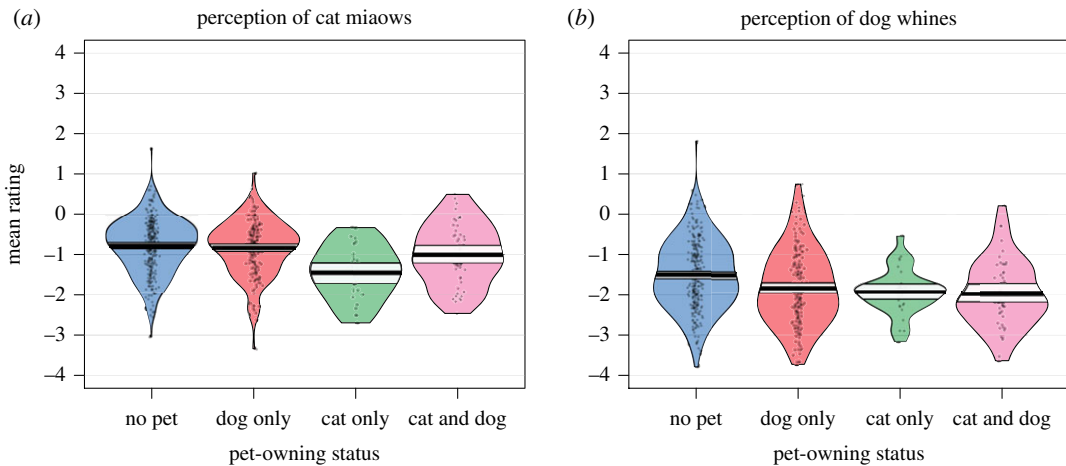 (a) perception of cat miaows
4
3
2
1
0
−1
−2
−3
−4
mean rating
no pet dog only cat only cat and dog
pet-owning status
(b) perception of dog whines
4
3
2
1
0
−1
−2
−3
−4
no pet dog only cat only cat and dog
pet-owning status